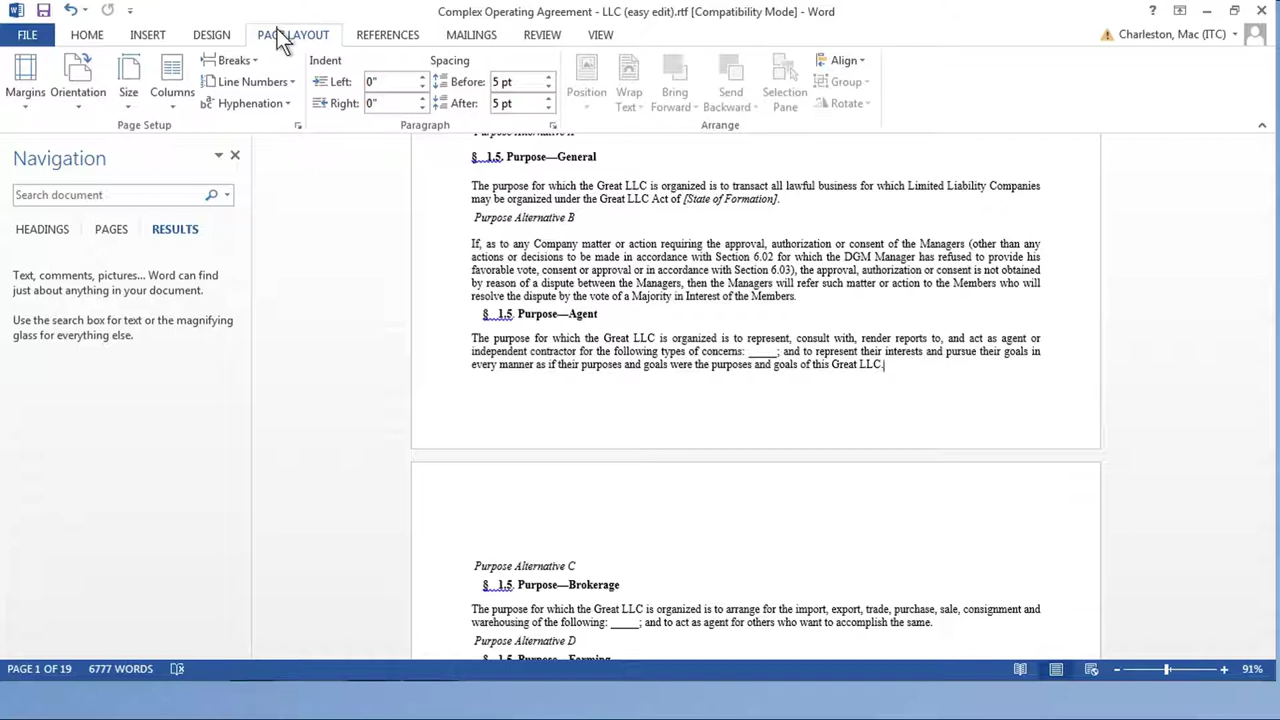 Complex Operating Agreement - LLC (easy edit).rtf [Compatibility Mode] - Word
FILE HOME INSERT DESIGN PAGE LAYOUT REFERENCES MAILINGS REVIEW VIEW Charleston, Mac (ITC)
Margins
Orientation
Size
Columns
Breaks
Line Numbers
Hyphenation
Page Setup
Indent
Left: 0"
Right: 0"
Spacing
Before: 5 pt
After: 5 pt
Paragraph
Position
Wrap
Text
Bring
Forward
Send
Backward
Selection
Pane
Align
Group
Rotate
Arrange
Navigation
Search document
HEADINGS PAGES RESULTS
Text, comments, pictures... Word can find
just about anything in your document.
Use the search box for text or the magnifying
glass for everything else.
Purpose Alternative A
§ 1.5. Purpose—General
The purpose for which the Great LLC is organized is to transact all lawful business for which Limited Liability Companies
may be organized under the Great LLC Act of [State of Formation].
Purpose Alternative B
If, as to any Company matter or action requiring the approval, authorization or consent of the Managers (other than any
actions or decisions to be made in accordance with Section 6.02 for which the DGM Manager has refused to provide his
favorable vote, consent or approval or in accordance with Section 6.03), the approval, authorization or consent is not obtained
by reason of a dispute between the Managers, then the Managers will refer such matter or action to the Members who will
resolve the dispute by the vote of a Majority in Interest of the Members.
§ 1.5. Purpose—Agent
The purpose for which the Great LLC is organized is to represent, consult with, render reports to, and act as agent or
independent contractor for the following types of concerns: _____; and to represent their interests and pursue their goals in
every manner as if their purposes and goals were the purposes and goals of this Great LLC.
Purpose Alternative C
§ 1.5. Purpose—Brokerage
The purpose for which the Great LLC is organized is to arrange for the import, export, trade, purchase, sale, consignment and
warehousing of the following: _____; and to act as agent for others who want to accomplish the same.
Purpose Alternative D
§ 1.5. Purpose—Farming
PAGE 1 OF 19 6777 WORDS 91%